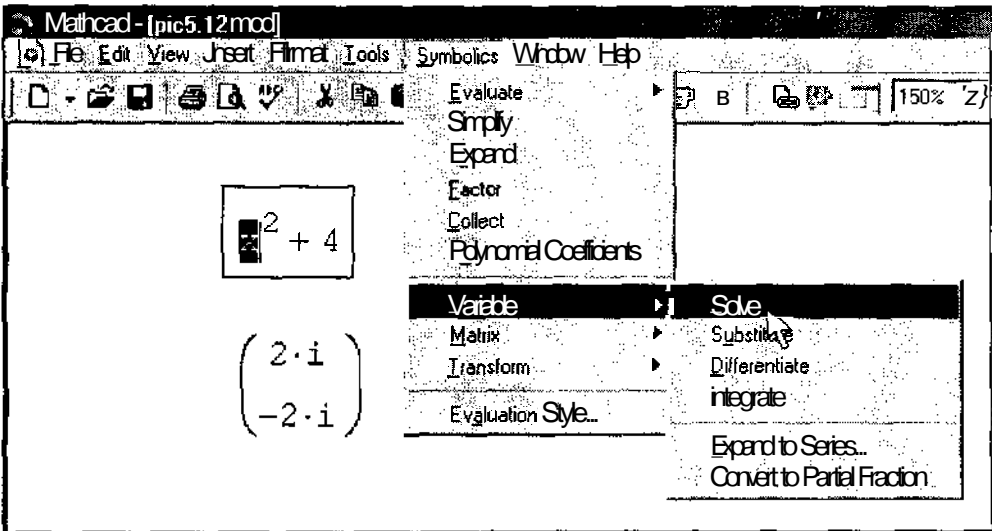 Mathcad - [pic5.12mcd]
File Edit View Jnsert Fllrmat Tools Symbolics Window Help
B 150%
Evaluate
Simplify
Expand
Factor
Collect
Polynomial Coefficients
Variable
Matrix
Transform
Evaluation Style...
Solve
Substitute
Differentiate
integrate
Expand to Series...
Convert to Partial Fraction
2 + 4
2·i
-2·i